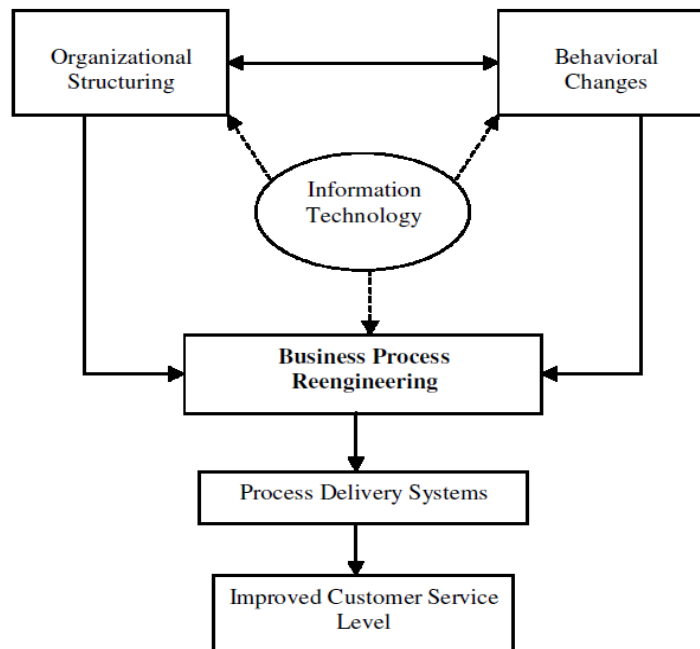 Organizational
Structuring
Behavioral
Changes
Information
Technology
Business Process
Reengineering
Process Delivery Systems
Improved Customer Service
Level